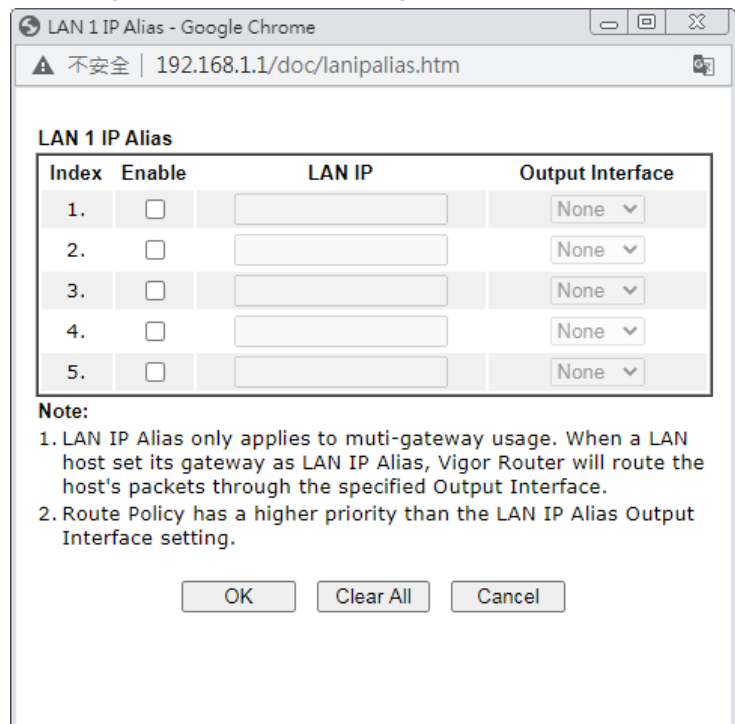 LAN 1 IP Alias - Google Chrome
不安全 | 192.168.1.1/doc/lanipalias.htm
LAN 1 IP Alias
Index Enable LAN IP Output Interface
1. None
2. None
3. None
4. None
5. None
Note:
1. LAN IP Alias only applies to muti-gateway usage. When a LAN
host set its gateway as LAN IP Alias, Vigor Router will route the
host's packets through the specified Output Interface.
2. Route Policy has a higher priority than the LAN IP Alias Output
Interface setting.
OK Clear All Cancel